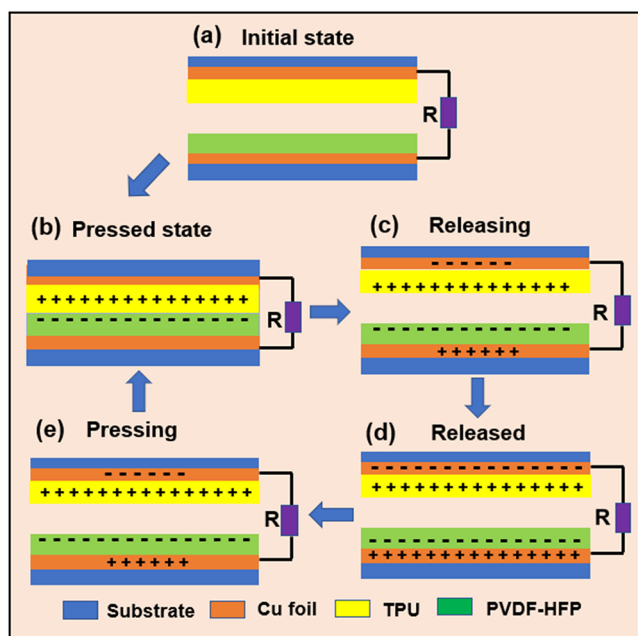 (a) Initial state
R
(b) Pressed state
+ + + + + + + + + + + + + +
- - - - - - - - - - - - - -
R
(c) Releasing
- - - - - -
+ + + + + + + + + + + + +
- - - - - - - - - - - - -
+ + + + + +
R
(e) Pressing
- - - - - -
+ + + + + + + + + + + + + +
- - - - - - - - - - - - -
+ + + + + +
R
(d) Released
- - - - - - - - - - - - -
+ + + + + + + + + + + + +
- - - - - - - - - - - - -
+ + + + + + + + + + + + + +
R
Substrate Cu foil TPU PVDF-HFP